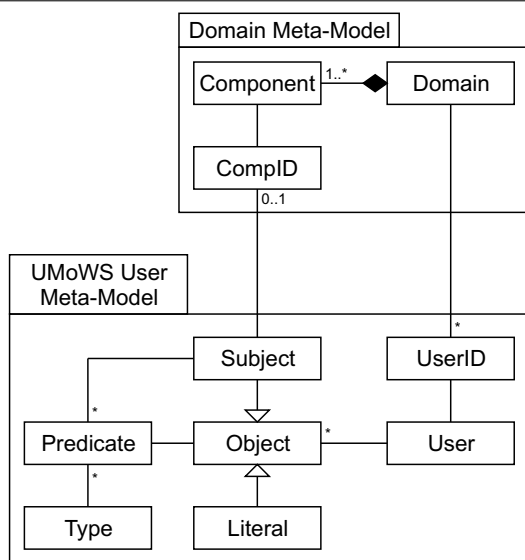 Domain Meta-Model
Component
1..*
Domain
CompID
0..1
UMoWS User
Meta-Model
*
Subject
UserID
*
Predicate
Object
*
User
*
Type
Literal